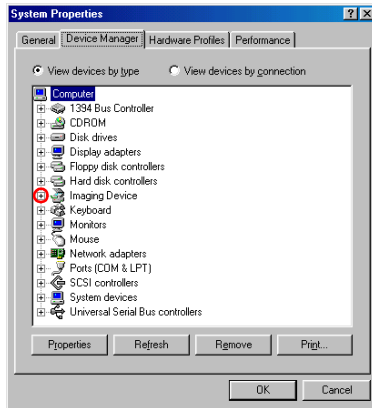 System Properties
General Device Manager Hardware Profiles Performance
View devices by type View devices by connection
Computer
1394 Bus Controller
CDROM
Disk drives
Display adapters
Floppy disk controllers
Hard disk controllers
Imaging Device
Keyboard
Monitors
Mouse
Network adapters
Ports (COM & LPT)
SCSI controllers
System devices
Universal Serial Bus controllers
Properties Refresh Remove Print...
OK Cancel